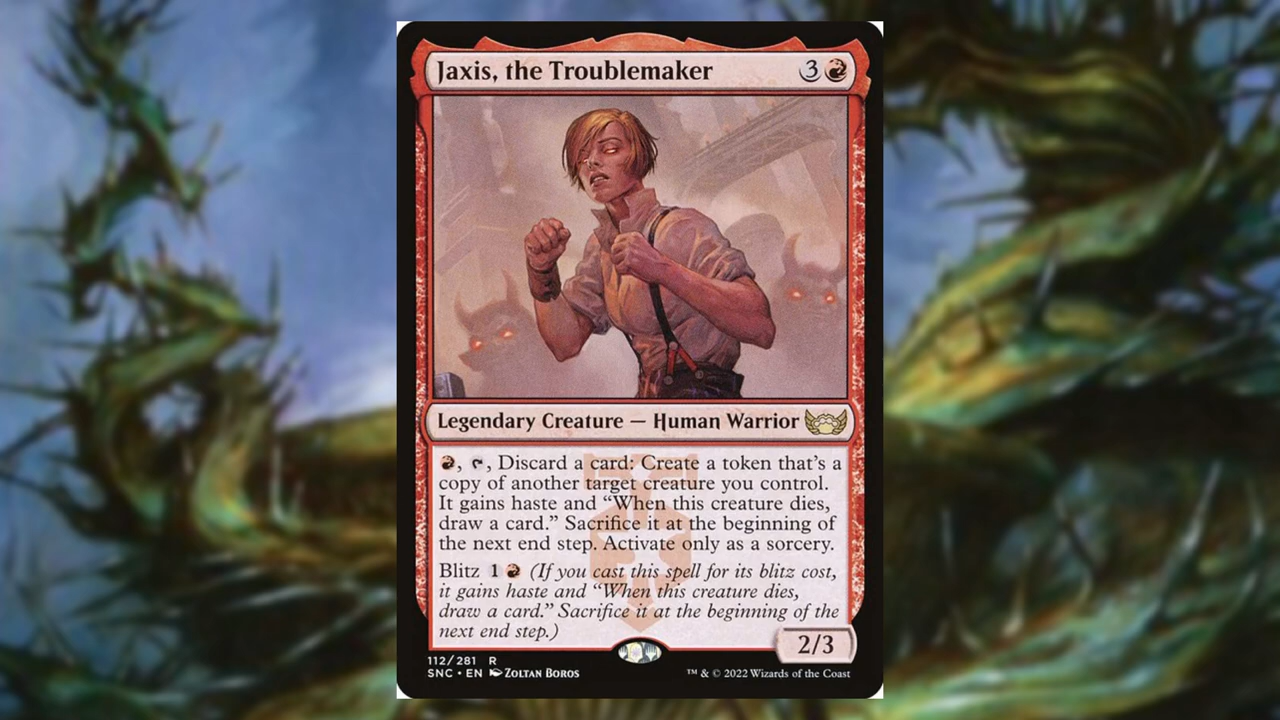 Jaxis, the Troublemaker 3
Legendary Creature — Human Warrior
, , Discard a card: Create a token that's a
copy of another target creature you control.
It gains haste and “When this creature dies,
draw a card.” Sacrifice it at the beginning of
the next end step. Activate only as a sorcery.
Blitz 1 (If you cast this spell for its blitz cost,
it gains haste and “When this creature dies,
draw a card.” Sacrifice it at the beginning of the
next end step.)
2/3
112/281 R
SNC • EN ZOLTAN BOROS
™ & © 2022 Wizards of the Coast